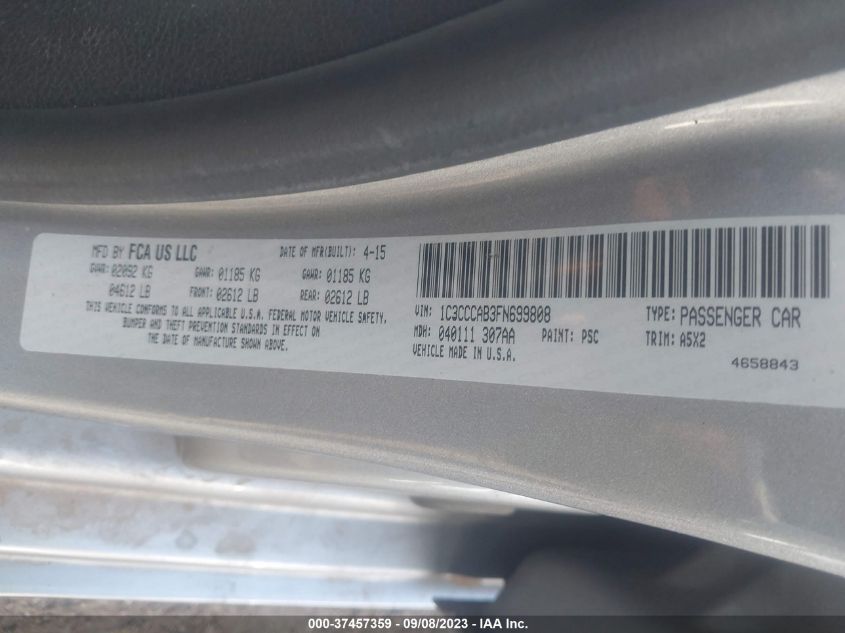 MFD BY FCA US LLC DATE OF MFR(BUILT): 4-15
GVWR: 02092 KG GAWR: 01185 KG GAWR: 01185 KG
04612 LB FRONT: 02612 LB REAR: 02612 LB
THIS VEHICLE CONFORMS TO ALL APPLICABLE U.S.A. FEDERAL MOTOR VEHICLE SAFETY,
BUMPER AND THEFT PREVENTION STANDARDS IN EFFECT ON
THE DATE OF MANUFACTURE SHOWN ABOVE.
VIN: 1C3CCCAB3FN699808 TYPE: PASSENGER CAR
MDH: 040111 307AA PAINT: PSC TRIM: A5X2
VEHICLE MADE IN U.S.A. 4658843
000-37457359 - 09/08/2023 - IAA Inc.